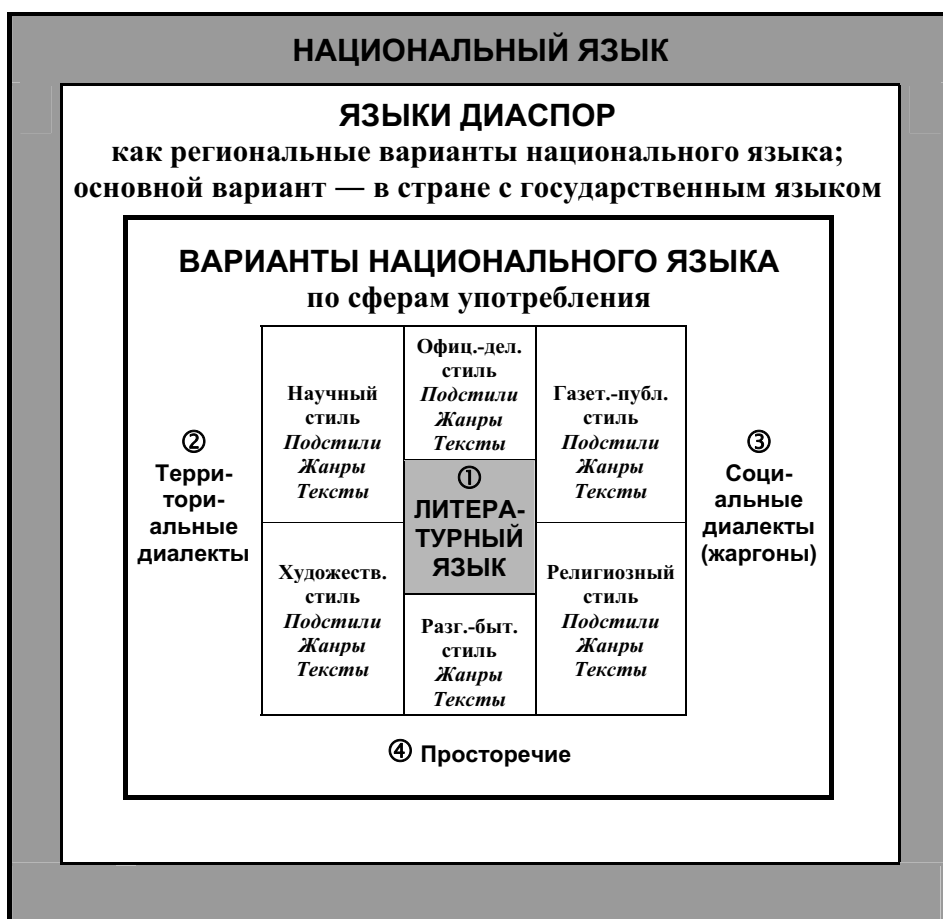 НАЦИОНАЛЬНЫЙ ЯЗЫК
ЯЗЫКИ ДИАСПОР
как региональные варианты национального языка;
основной вариант — в стране с государственным языком
ВАРИАНТЫ НАЦИОНАЛЬНОГО ЯЗЫКА
по сферам употребления
②
Терри-
тори-
альные
диалекты
Научный
стиль
Подстили
Жанры
Тексты
Офиц.-дел.
стиль
Подстили
Жанры
Тексты
Газет.-публ.
стиль
Подстили
Жанры
Тексты
①
ЛИТЕРА-
ТУРНЫЙ
ЯЗЫК
Художеств.
стиль
Подстили
Жанры
Тексты
Разг.-быт.
стиль
Жанры
Тексты
Религиозный
стиль
Подстили
Жанры
Тексты
③
Соци-
альные
диалекты
(жаргоны)
④ Просторечие